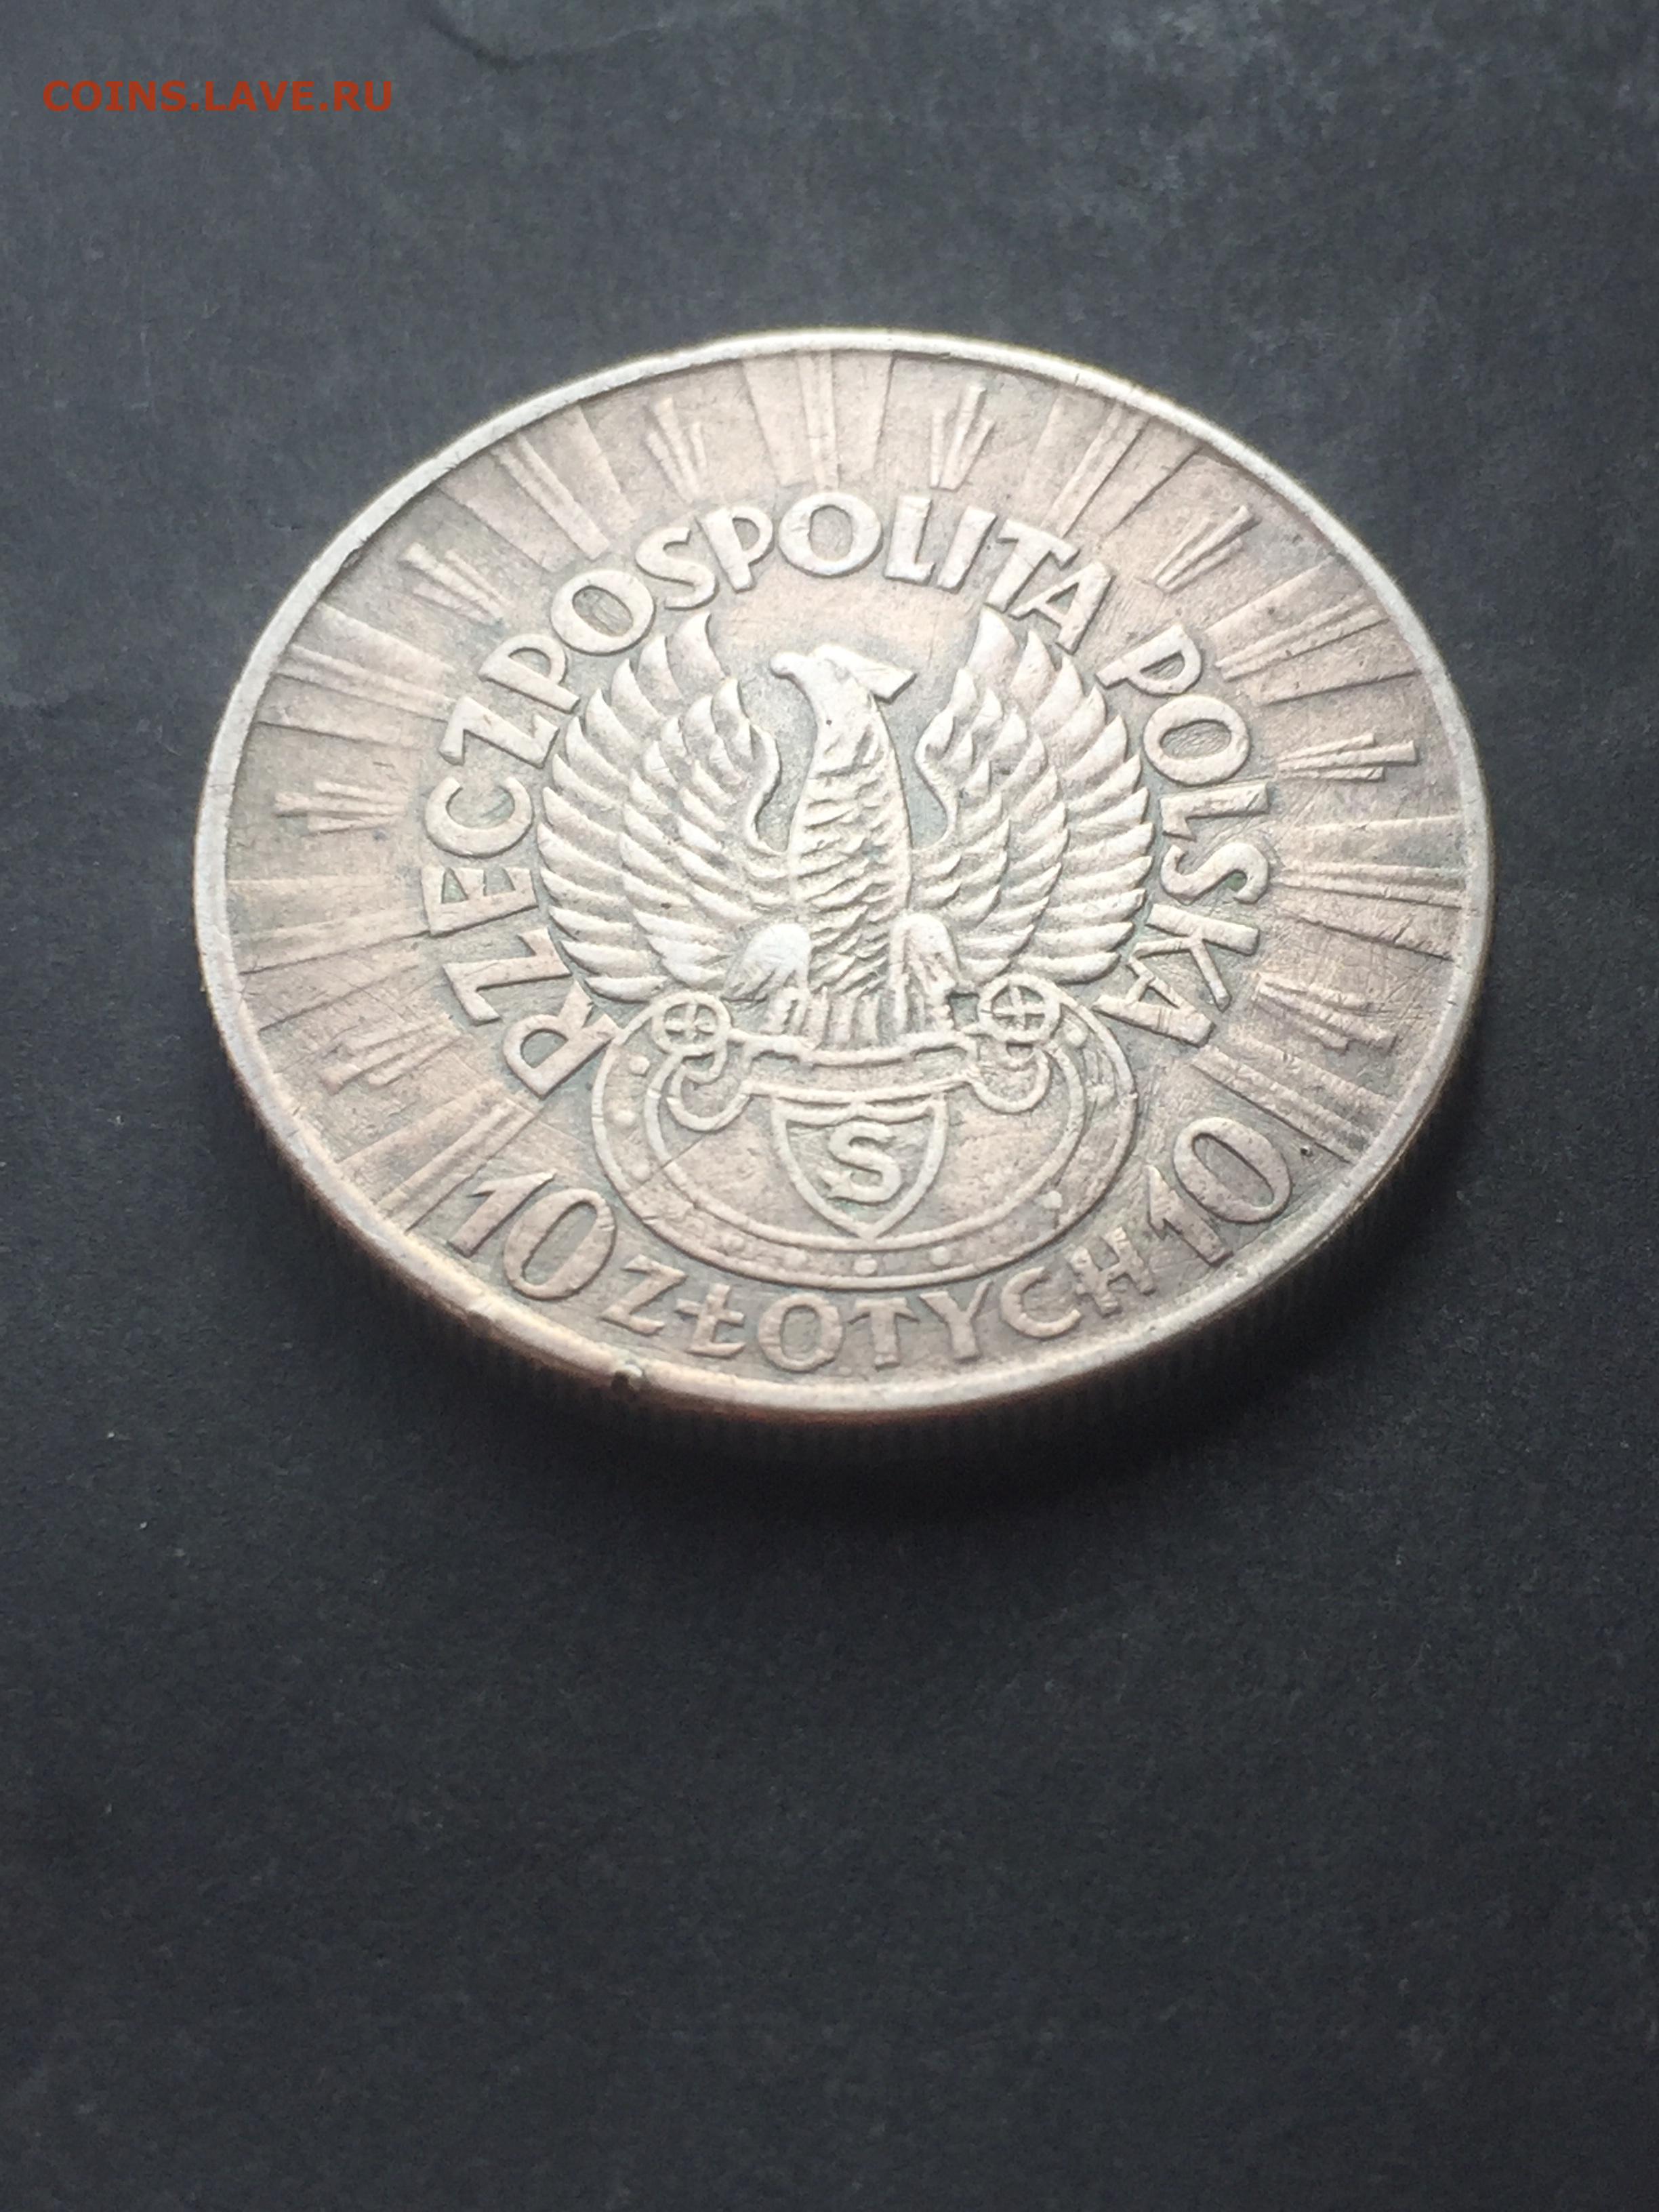 COINS.LAVE.RU
RZECZPOSPOLITA POLSKA
S
10 ZŁOTYCH 10